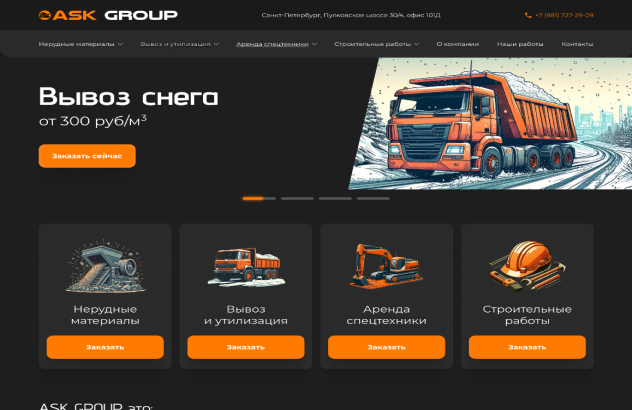 ASK GROUP
Санкт-Петербург, Пулковское шоссе 30/4, офис 101Д
+7 (981) 727-29-09
Нерудные материалы
Вывоз и утилизация
Аренда спецтехники
Строительные работы
О компании
Наши работы
Контакты
Вывоз снега
от 300 руб/м³
Заказать сейчас
Нерудные
материалы
Заказать
Вывоз
и утилизация
Заказать
Аренда
спецтехники
Заказать
Строительные
работы
Заказать
ASK GROUP это: